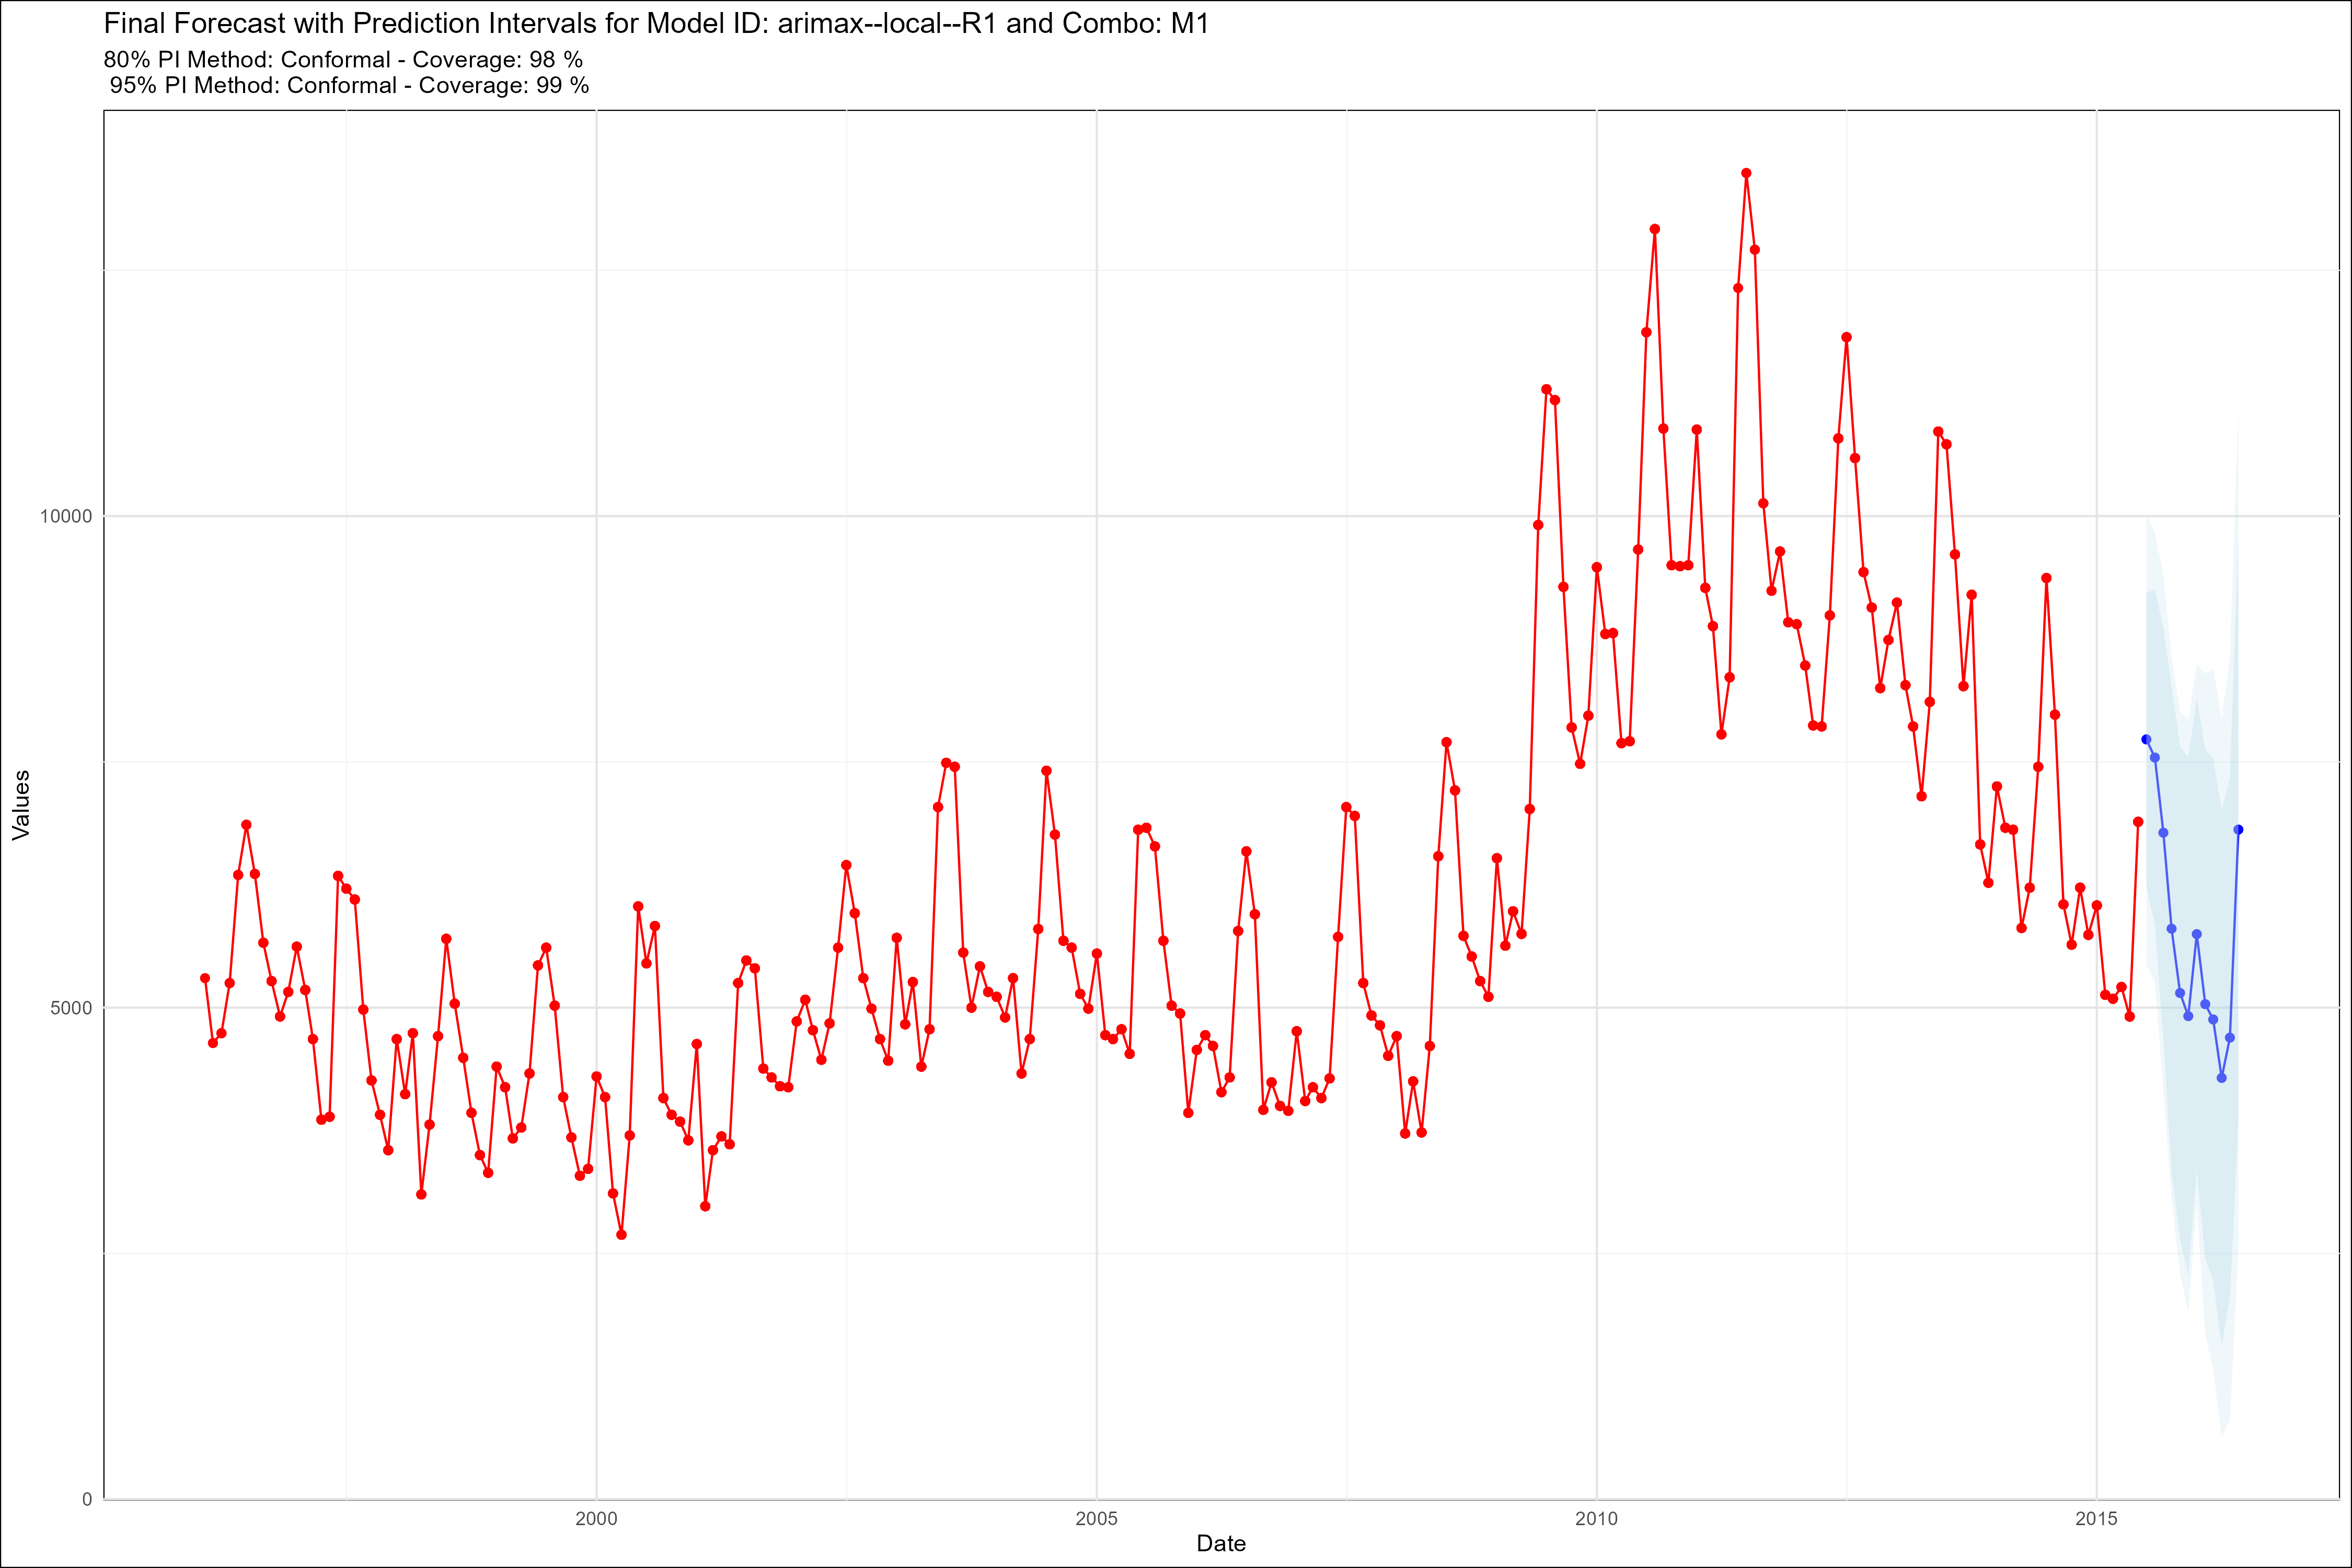 Final Forecast with Prediction Intervals for Model ID: arimax--local--R1 and Combo: M1
80% PI Method: Conformal - Coverage: 98 %
95% PI Method: Conformal - Coverage: 99 %
Values
10000
5000
0
2000 2005 2010 2015
Date